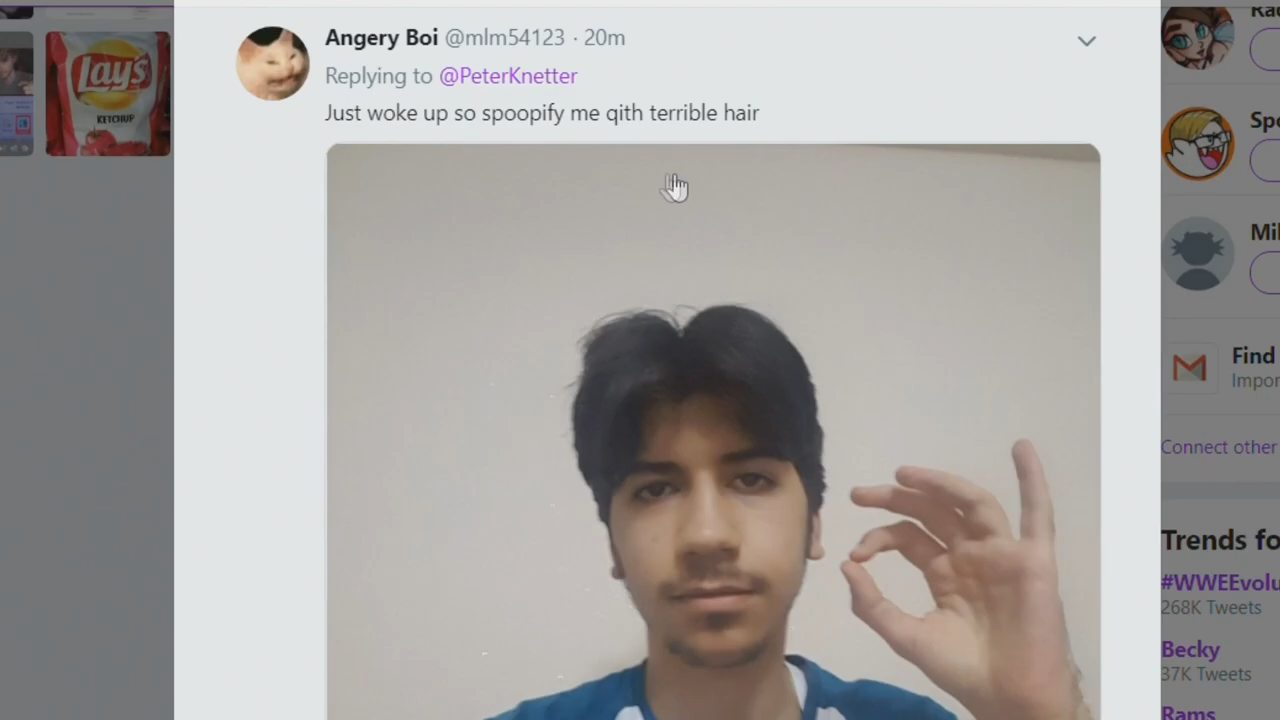 Angery Boi @mlm54123 · 20m
Replying to @PeterKnetter
Just woke up so spoopify me qith terrible hair
Lay's
KETCHUP
Find
Connect other
Trends fo
#WWEEvolu
268K Tweets
Becky
37K Tweets
Rams